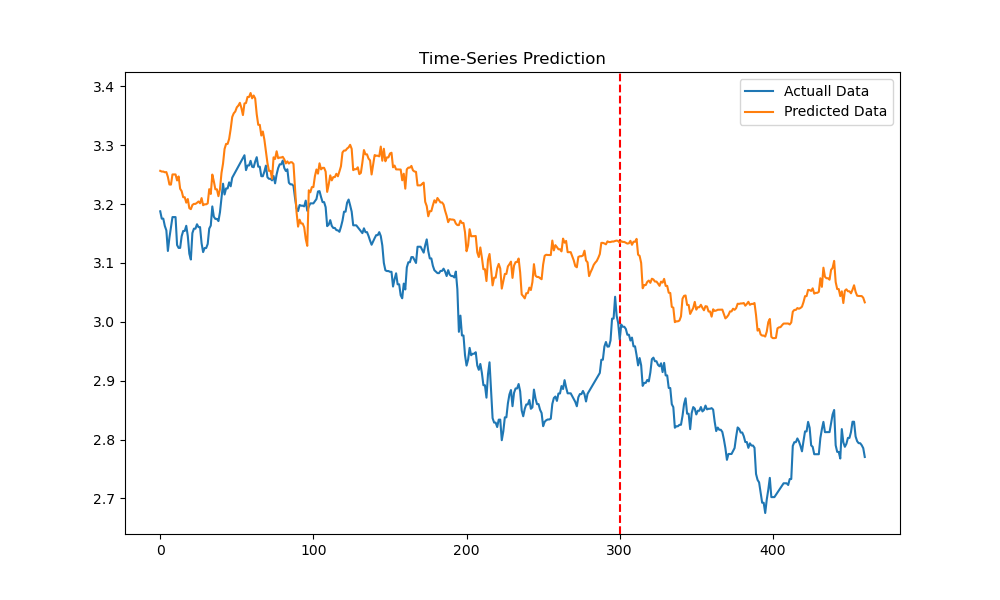 Time-Series Prediction
Actuall Data
Predicted Data
3.4
3.3
3.2
3.1
3.0
2.9
2.8
2.7
0 100 200 300 400